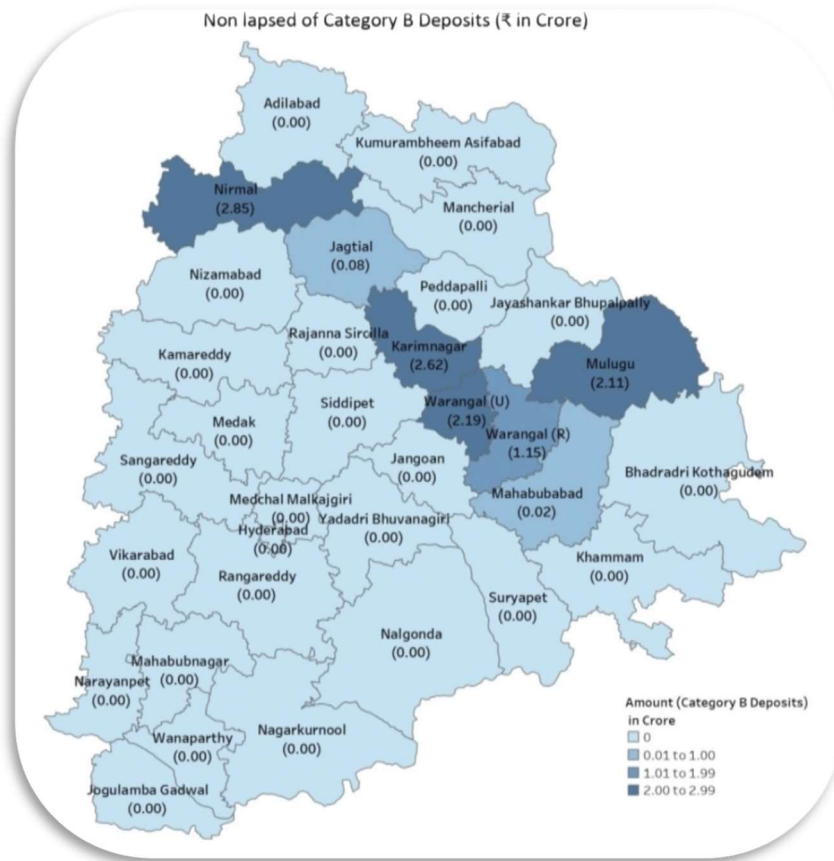 Non lapsed of Category B Deposits (₹ in Crore)
Adilabad
(0.00)
Kumurambheem Asifabad
(0.00)
Nirmal
(2.85)
Mancherial
(0.00)
Jagtial
(0.08)
Nizamabad
(0.00)
Peddapalli
(0.00)
Jayashankar Bhupalpally
(0.00)
Rajanna Sircilla
(0.00)
Karimnagar
(2.62)
Kamareddy
(0.00)
Mulugu
(2.11)
Siddipet
(0.00)
Warangal (U)
(2.19)
Medak
(0.00)
Warangal (R)
(1.15)
Sangareddy
(0.00)
Jangoan
(0.00)
Bhadradri Kothagudem
(0.00)
Medchal Malkajgiri
(0.00)
Mahabubabad
(0.02)
Yadadri Bhuvanagiri
(0.00)
Hyderabad
(0.00)
Vikarabad
(0.00)
Khammam
(0.00)
Rangareddy
(0.00)
Suryapet
(0.00)
Nalgonda
(0.00)
Mahabubnagar
(0.00)
Narayanpet
(0.00)
Nagarkurnool
(0.00)
Wanaparthy
(0.00)
Jogulamba Gadwal
(0.00)
Amount (Category B Deposits)
in Crore
0
0.01 to 1.00
1.01 to 1.99
2.00 to 2.99